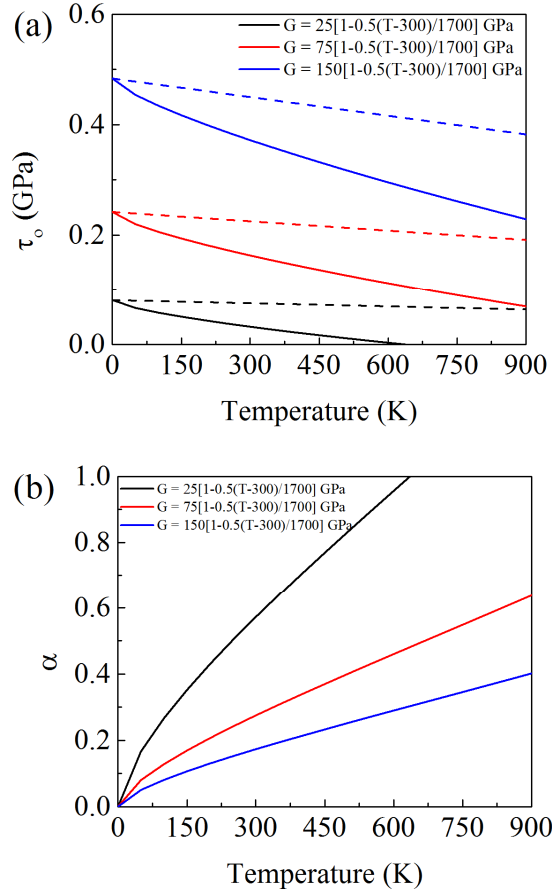 (a)
G = 25[1-0.5(T-300)/1700] GPa
G = 75[1-0.5(T-300)/1700] GPa
G = 150[1-0.5(T-300)/1700] GPa
0.6
0.4
0.2
0.0
τo (GPa)
0 150 300 450 600 750 900
Temperature (K)
(b)
G = 25[1-0.5(T-300)/1700] GPa
G = 75[1-0.5(T-300)/1700] GPa
G = 150[1-0.5(T-300)/1700] GPa
1.0
0.8
0.6
0.4
0.2
0.0
α
0 150 300 450 600 750 900
Temperature (K)